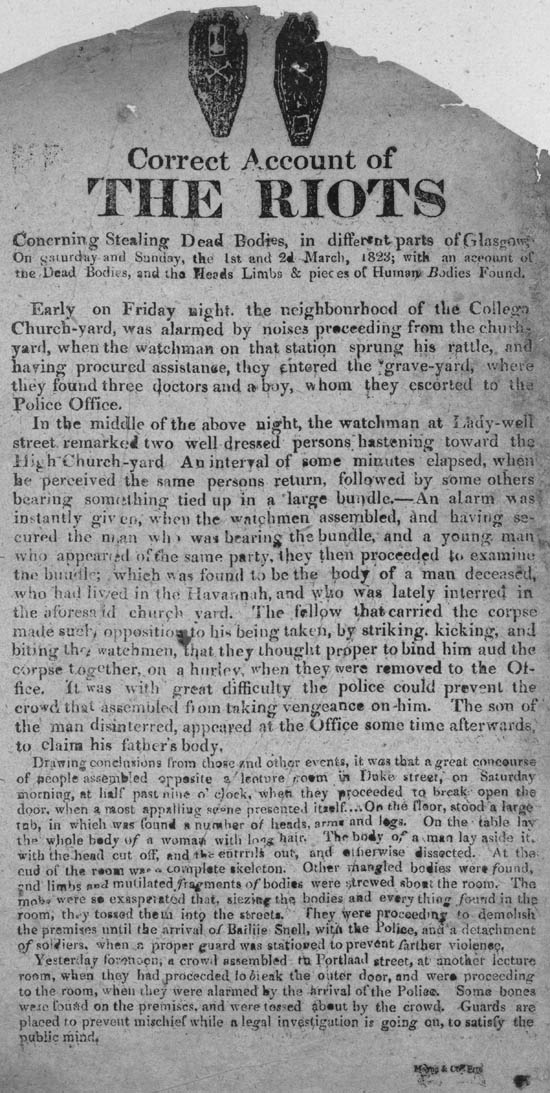 Correct Account of
THE RIOTS
Concrning Stealing Dead Bodies, in different parts of Glasgow,
On Saturday and Sunday, the 1st and 2d March, 1823; with an account of
the Dead Bodies, and the Heads Limbs & pieces of Human Bodies Found.
Early on Friday night. the neighbourhood of the College
Church-yard, was alarmed by noises proceeding from the churh-
yard, when the watchman on that station sprung his rattle, and
having procured assistance, they entered the grave-yard, where
they found three doctors and a boy, whom they escorted to the
Police Office.
In the middle of the above night, the watchman at Lady-well
street remarked two well dressed persons hastening toward the
High Church-yard An interval of some minutes elapsed, when
he perceived the same persons return, followed by some others
bearing something tied up in a large bundle.—An alarm was
instantly given, when the watchmen assembled, and having se-
cured the man who was bearing the bundle, and a young man
who appeared of the same party, they then proceeded to examine
the bundle; which was found to be the body of a man deceased,
who had lived in the Havannah, and who was lately interred in
the aforesaid church yard. The fellow that carried the corpse
made such opposition to his being taken, by striking. kicking, and
biting the watchmen, that they thought proper to bind him aud the
corpse together, on a hurley, when they were removed to the Of-
fice. It was with great difficulty the police could prevent the
crowd that assembled from taking vengeance on him. The son of
the man disinterred, appeared at the Office some time afterwards,
to claim his father's body.
Drawing conclusions from those and other events, it was that a great concourse
of people assembled opposite a lecture room in Duke street, on Saturday
morning, at half past nine o' clock, when they proceeded to break open the
door. when a most appalling scene presented itself...On the floor, stood a large
tub, in which was found a number of heads, arms and legs. On the table lay
the whole body of a woman with long hair. The body of a man lay aside it,
with the head cut off, and the entrrils out, and otherwise dissected. At the
end of the room was a complete skeleton. Other mangled bodies were found,
and limbs and mutilated fragments of bodies were strewed about the room. The
mobs were so exasperated that, siezing the bodies and every thing found in the
room, they tossed them into the streets. They were proceeding to demolish
the premises until the arrival of Bailiie Snell, with the Police, and a detachment
of soldiers, when a proper guard was stationed to prevent farther violence,
Yesterday forenoon, a crowd assembled in Portland street, at another lecture
room, when they had proceeded to break the outer door, and were proceeding
to the room, when they were alarmed by the arrival of the Police. Some bones
were found on the premises, and were tossed about by the crowd. Guards are
placed to prevent mischief while a legal investigation is going on, to satisfy the
public mind.
& Co.